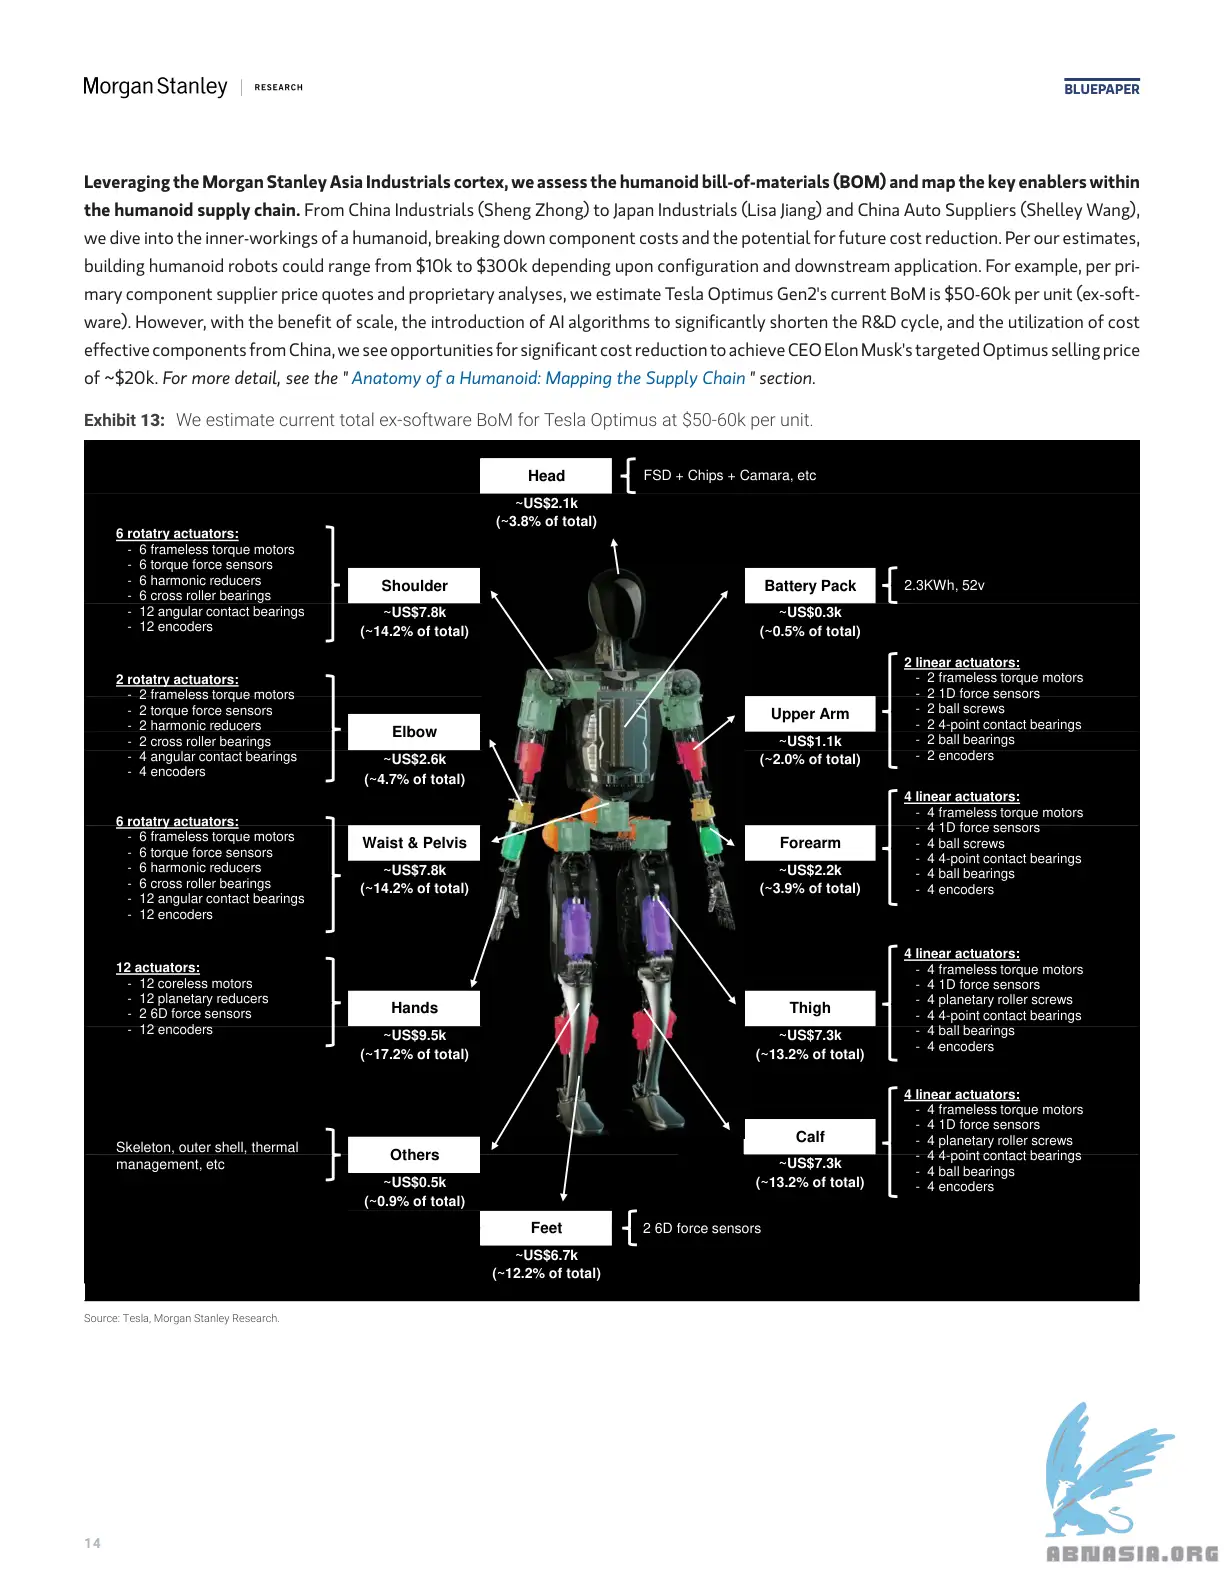 Morgan Stanley | RESEARCH
BLUEPAPER
Leveraging the Morgan Stanley Asia Industrials cortex, we assess the humanoid bill-of-materials (BOM) and map the key enablers within
the humanoid supply chain. From China Industrials (Sheng Zhong) to Japan Industrials (Lisa Jiang) and China Auto Suppliers (Shelley Wang),
we dive into the inner-workings of a humanoid, breaking down component costs and the potential for future cost reduction. Per our estimates,
building humanoid robots could range from $10k to $300k depending upon configuration and downstream application. For example, per pri-
mary component supplier price quotes and proprietary analyses, we estimate Tesla Optimus Gen2's current BoM is $50-60k per unit (ex-soft-
ware). However, with the benefit of scale, the introduction of AI algorithms to significantly shorten the R&D cycle, and the utilization of cost
effective components from China, we see opportunities for significant cost reduction to achieve CEO Elon Musk's targeted Optimus selling price
of ~$20k. For more detail, see the " Anatomy of a Humanoid: Mapping the Supply Chain " section.
Exhibit 13: We estimate current total ex-software BoM for Tesla Optimus at $50-60k per unit.
Head
FSD + Chips + Camara, etc
~US$2.1k
(~3.8% of total)
6 rotatry actuators:
- 6 frameless torque motors
- 6 torque force sensors
- 6 harmonic reducers
- 6 cross roller bearings
- 12 angular contact bearings
- 12 encoders
Shoulder
~US$7.8k
(~14.2% of total)
Battery Pack
~US$0.3k
(~0.5% of total)
2.3KWh, 52v
2 rotatry actuators:
- 2 frameless torque motors
- 2 torque force sensors
- 2 harmonic reducers
- 2 cross roller bearings
- 4 angular contact bearings
- 4 encoders
Elbow
~US$2.6k
(~4.7% of total)
Upper Arm
~US$1.1k
(~2.0% of total)
2 linear actuators:
- 2 frameless torque motors
- 2 1D force sensors
- 2 ball screws
- 2 4-point contact bearings
- 2 ball bearings
- 2 encoders
6 rotatry actuators:
- 6 frameless torque motors
- 6 torque force sensors
- 6 harmonic reducers
- 6 cross roller bearings
- 12 angular contact bearings
- 12 encoders
Waist & Pelvis
~US$7.8k
(~14.2% of total)
Forearm
~US$2.2k
(~3.9% of total)
4 linear actuators:
- 4 frameless torque motors
- 4 1D force sensors
- 4 ball screws
- 4 4-point contact bearings
- 4 ball bearings
- 4 encoders
12 actuators:
- 12 coreless motors
- 12 planetary reducers
- 2 6D force sensors
- 12 encoders
Hands
~US$9.5k
(~17.2% of total)
Thigh
~US$7.3k
(~13.2% of total)
4 linear actuators:
- 4 frameless torque motors
- 4 1D force sensors
- 4 planetary roller screws
- 4 4-point contact bearings
- 4 ball bearings
- 4 encoders
Skeleton, outer shell, thermal
management, etc
Others
~US$0.5k
(~0.9% of total)
Calf
~US$7.3k
(~13.2% of total)
4 linear actuators:
- 4 frameless torque motors
- 4 1D force sensors
- 4 planetary roller screws
- 4 4-point contact bearings
- 4 ball bearings
- 4 encoders
Feet
2 6D force sensors
~US$6.7k
(~12.2% of total)
Source: Tesla, Morgan Stanley Research.
14
ABNASIA.ORG